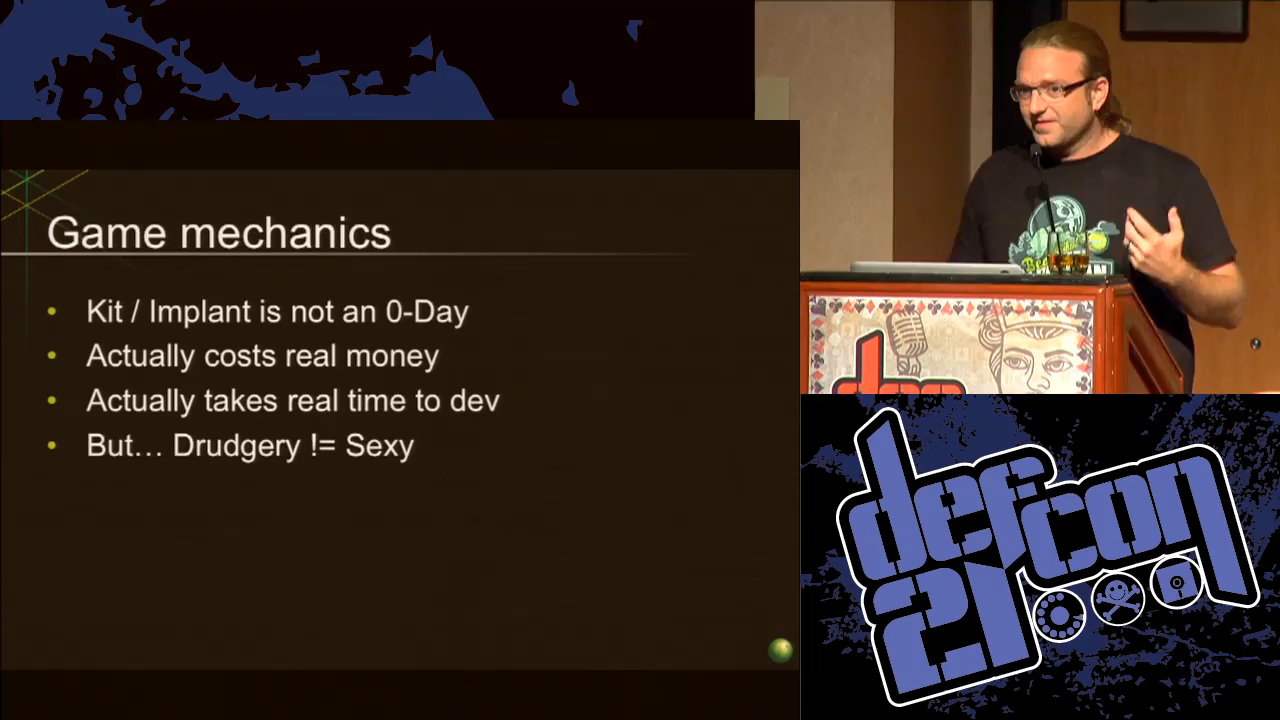 Game mechanics
• Kit / Implant is not an 0-Day
• Actually costs real money
• Actually takes real time to dev
• But… Drudgery != Sexy
defcon
21